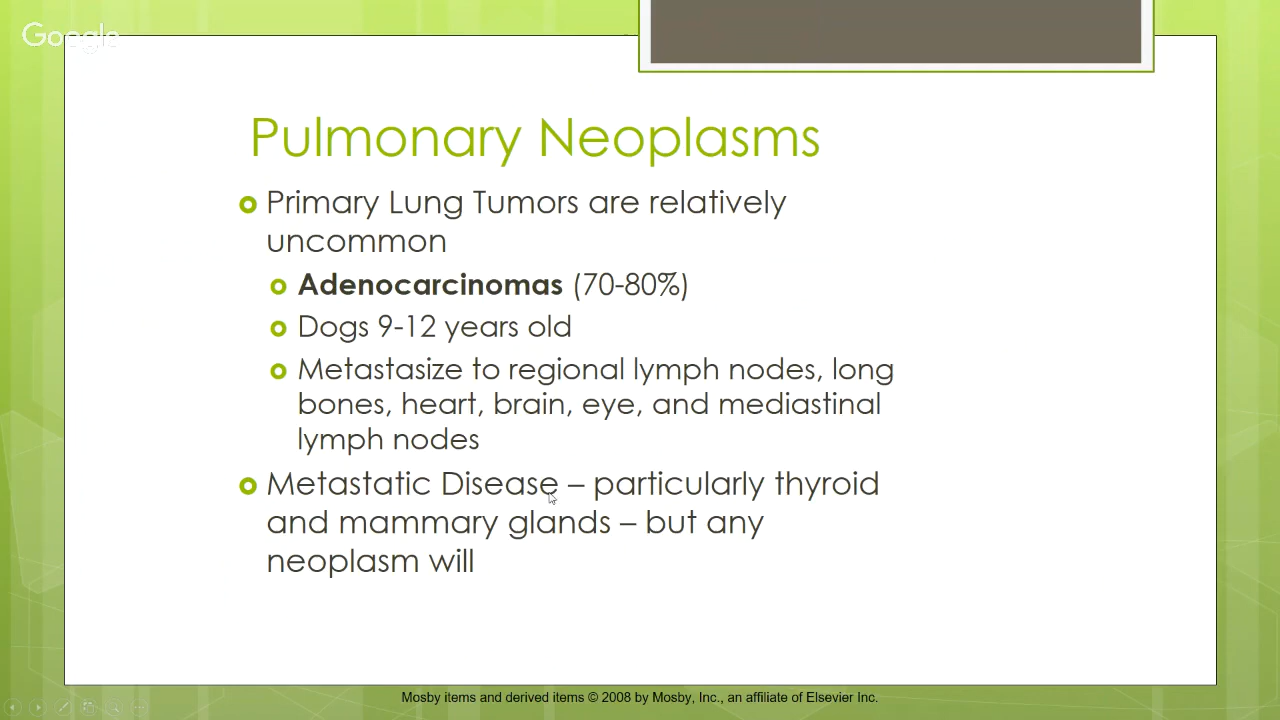 Google
Pulmonary Neoplasms
Primary Lung Tumors are relatively
uncommon
Adenocarcinomas (70-80%)
Dogs 9-12 years old
Metastasize to regional lymph nodes, long
bones, heart, brain, eye, and mediastinal
lymph nodes
Metastatic Disease – particularly thyroid
and mammary glands – but any
neoplasm will
Mosby items and derived items © 2008 by Mosby, Inc., an affiliate of Elsevier Inc.